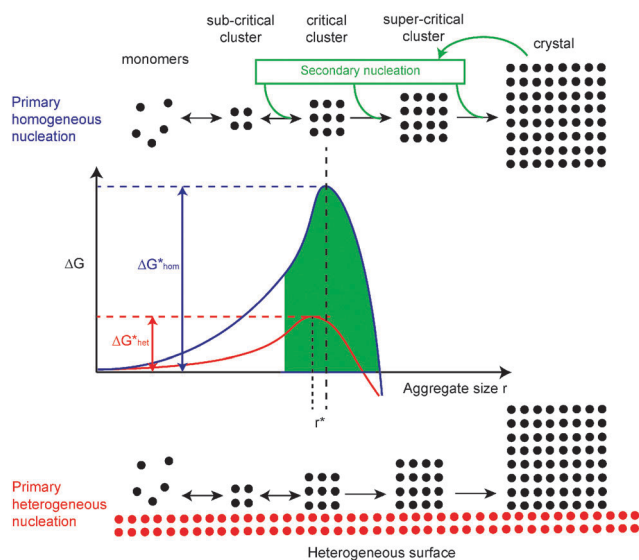 sub-critical
cluster
critical
cluster
super-critical
cluster
crystal
monomers
Secondary nucleation
Primary
homogeneous
nucleation
ΔG
ΔG*hom
ΔG*het
Aggregate size r
r*
Primary
heterogeneous
nucleation
Heterogeneous surface